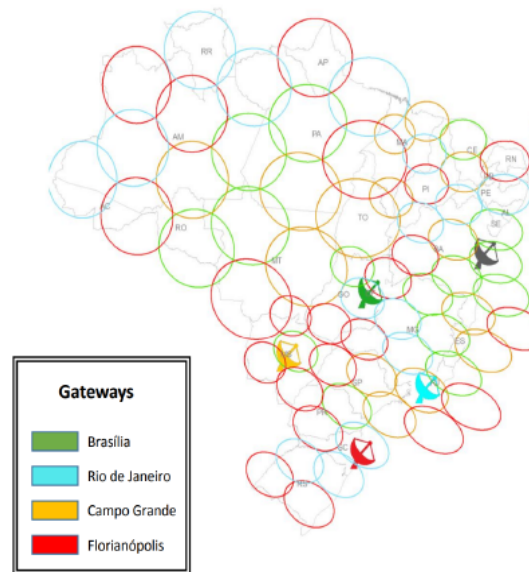 RR
AP
AM
PA
MA
CE
RN
PE
PI
AL
SE
AC
RO
TO
BA
MT
GO
MG
ES
SP
PR
SC
RS
Gateways
Brasília
Rio de Janeiro
Campo Grande
Florianópolis